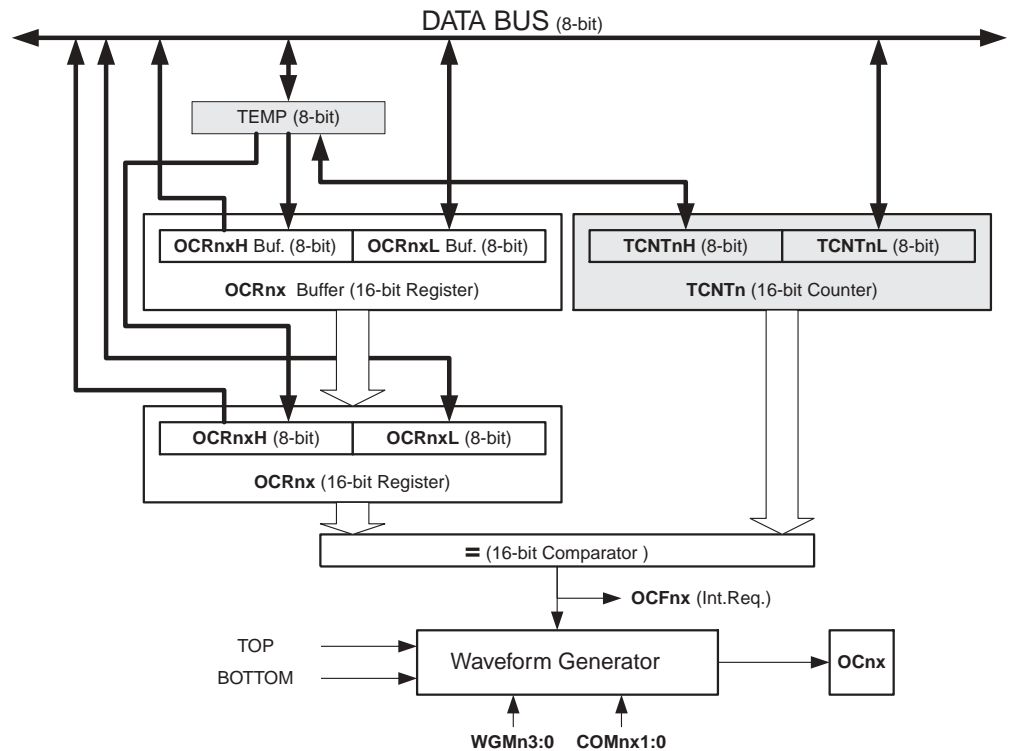 DATA BUS (8-bit)
TEMP (8-bit)
OCRnxH Buf. (8-bit) OCRnxL Buf. (8-bit)
OCRnx Buffer (16-bit Register)
TCNTnH (8-bit) TCNTnL (8-bit)
TCNTn (16-bit Counter)
OCRnxH (8-bit) OCRnxL (8-bit)
OCRnx (16-bit Register)
= (16-bit Comparator )
OCFnx (Int.Req.)
TOP
BOTTOM
Waveform Generator
OCnx
WGMn3:0 COMnx1:0